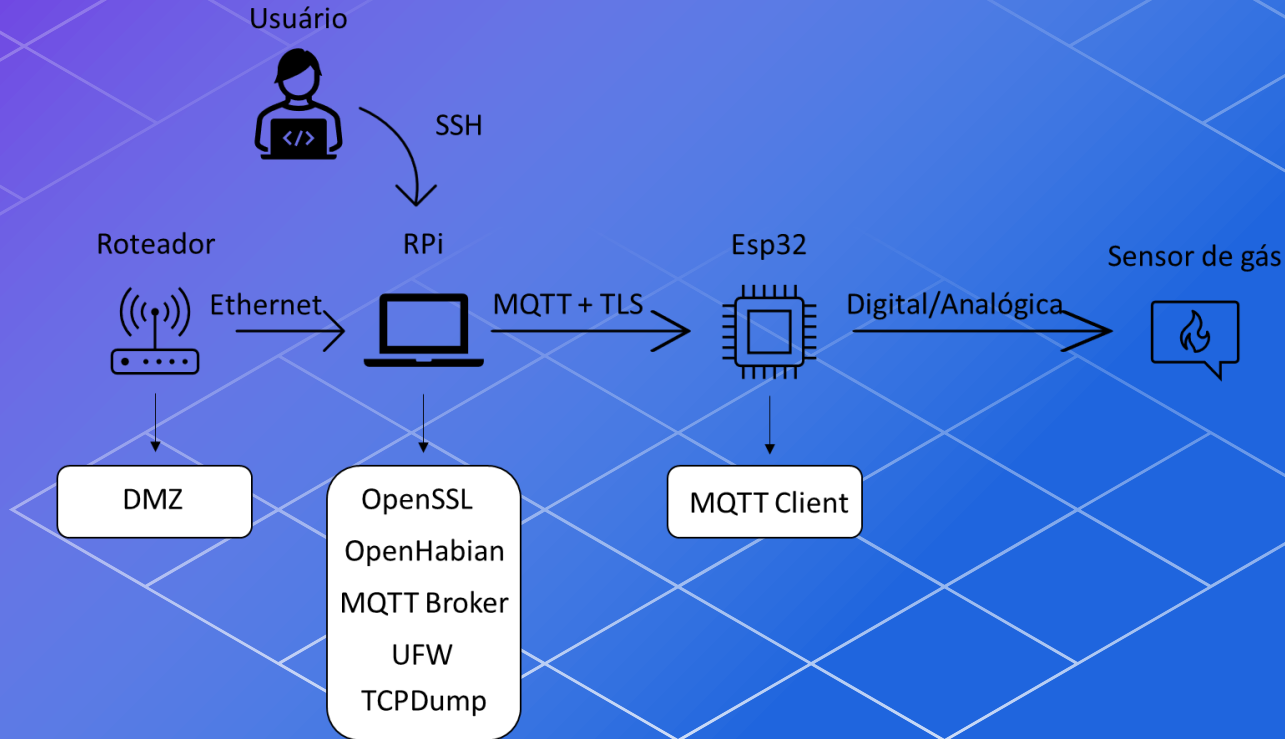 Usuário
</>
SSH
Roteador
RPi
Esp32
Sensor de gás
Ethernet
MQTT + TLS
Digital/Analógica
DMZ
OpenSSL
OpenHabian
MQTT Broker
UFW
TCPDump
MQTT Client